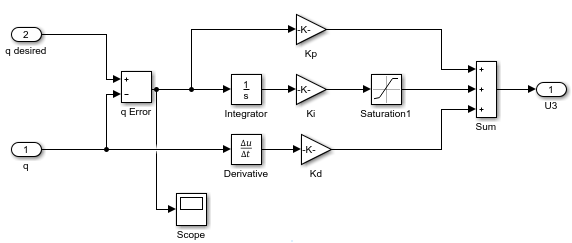 -K-
Kp
2
q desired
+
−
q Error
1
s
Integrator
-K-
Ki
Saturation1
+
+
+
Sum
1
U3
1
q
Δu
Δt
Derivative
-K-
Kd
Scope